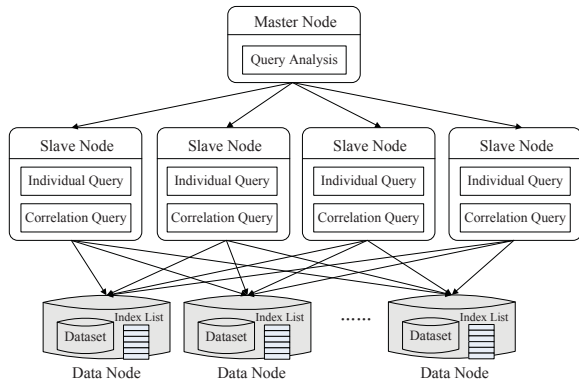 Master Node
Query Analysis
Slave Node
Slave Node
Slave Node
Slave Node
Individual Query
Individual Query
Individual Query
Individual Query
Correlation Query
Correlation Query
Correlation Query
Correlation Query
Index List
Dataset
Index List
Dataset
......
Index List
Dataset
Data Node
Data Node
Data Node